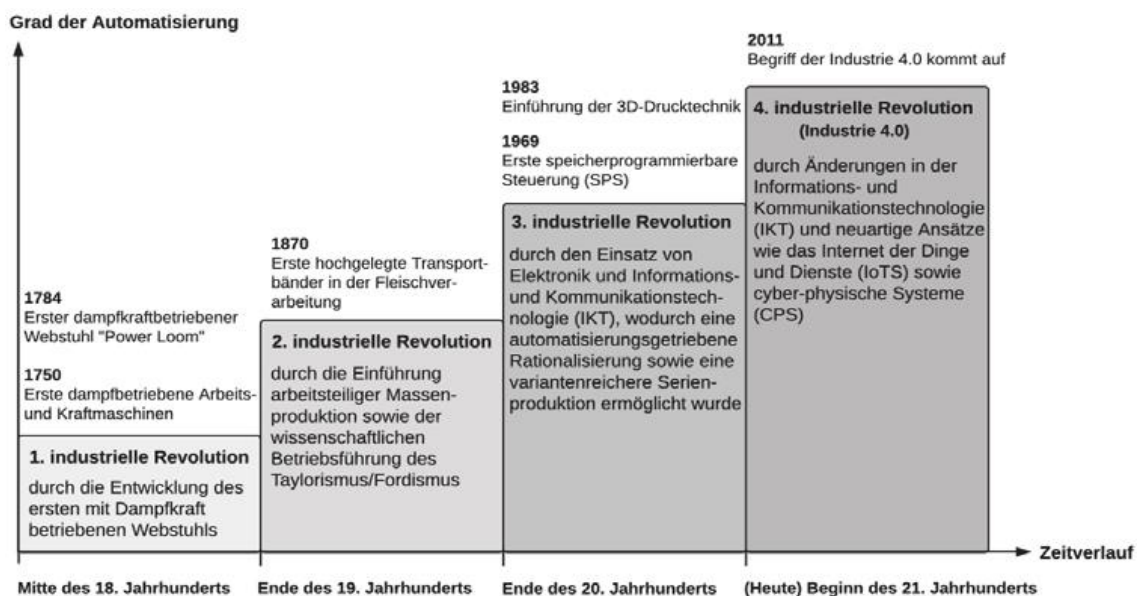 Grad der Automatisierung
1784
Erster dampfkraftbetriebener
Webstuhl "Power Loom"
1750
Erste dampfbetriebene Arbeits-
und Kraftmaschinen
1. industrielle Revolution
durch die Entwicklung des
ersten mit Dampfkraft
betriebenen Webstuhls
Mitte des 18. Jahrhunderts
1870
Erste hochgelegte Transport-
bänder in der Fleischver-
arbeitung
2. industrielle Revolution
durch die Einführung
arbeitsteiliger Massen-
produktion sowie der
wissenschaftlichen
Betriebsführung des
Taylorismus/Fordismus
Ende des 19. Jahrhunderts
1983
Einführung der 3D-Drucktechnik
1969
Erste speicherprogrammierbare
Steuerung (SPS)
3. industrielle Revolution
durch den Einsatz von
Elektronik und Informations-
und Kommunikationstech-
nologie (IKT), wodurch eine
automatisierungsgetriebene
Rationalisierung sowie eine
variantenreichere Serien-
produktion ermöglicht wurde
Ende des 20. Jahrhunderts
2011
Begriff der Industrie 4.0 kommt auf
4. industrielle Revolution
(Industrie 4.0)
durch Änderungen in der
Informations- und
Kommunikationstechnologie
(IKT) und neuartige Ansätze
wie das Internet der Dinge
und Dienste (IoTS) sowie
cyber-physische Systeme
(CPS)
(Heute) Beginn des 21. Jahrhunderts
Zeitverlauf